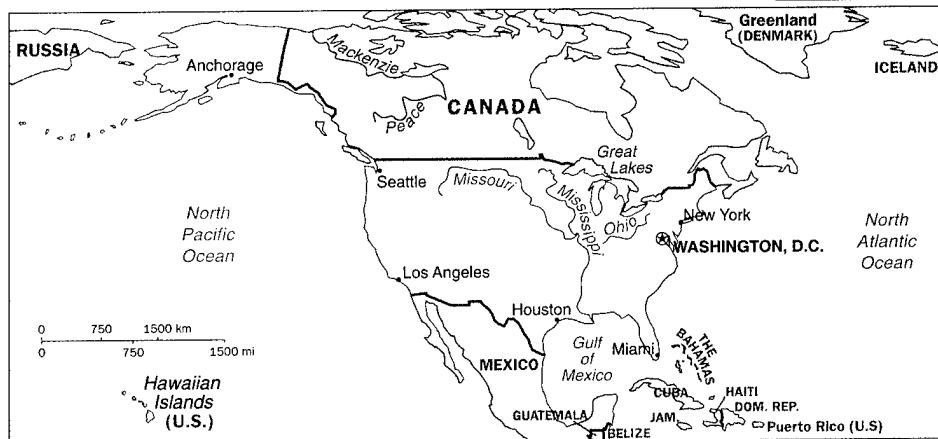 Greenland
(DENMARK)
RUSSIA
ICELAND
Anchorage
Mackenzie
Peace
CANADA
Great
Lakes
Seattle
Missouri
Mississippi
Ohio
New York
WASHINGTON, D.C.
North
Pacific
Ocean
North
Atlantic
Ocean
Los Angeles
Houston
0 750 1500 km
0 750 1500 mi
MEXICO
Gulf
of
Mexico
Miami
THE
BAHAMAS
Hawaiian
Islands
(U.S.)
CUBA
HAITI
DOM. REP.
GUATEMALA
JAM.
Puerto Rico (U.S)
BELIZE